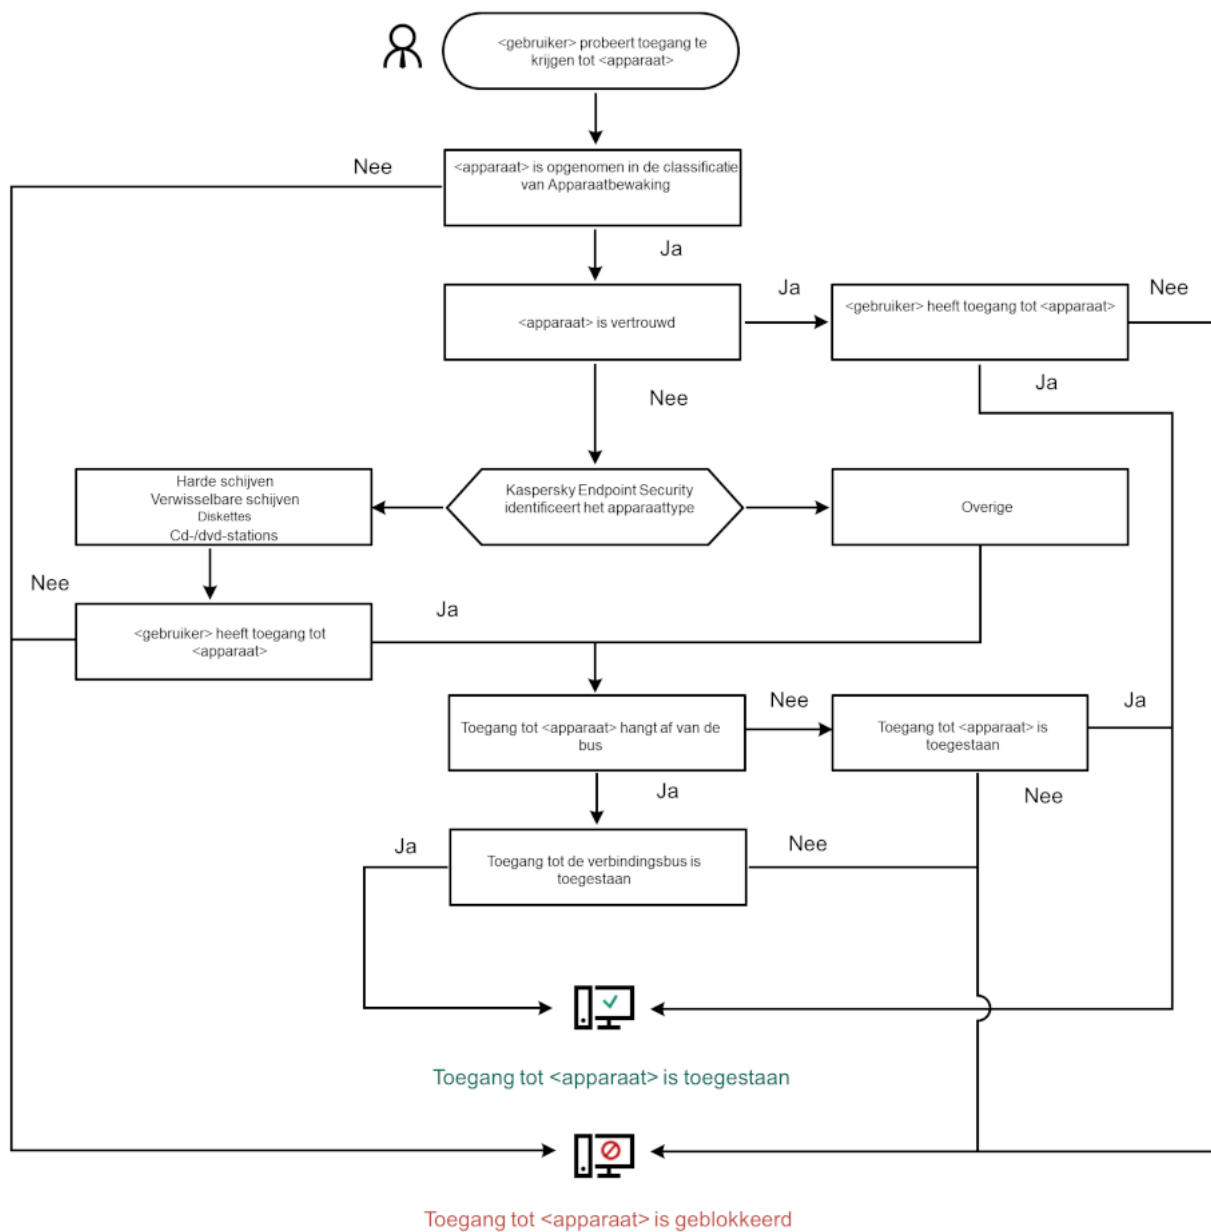 <gebruiker> probeert toegang te
krijgen tot <apparaat>
Nee
<apparaat> is opgenomen in de classificatie
van Apparaatbewaking
Ja
<apparaat> is vertrouwd
Ja
<gebruiker> heeft toegang tot <apparaat>
Nee
Ja
Nee
Harde schijven
Verwisselbare schijven
Diskettes
Cd-/dvd-stations
Kaspersky Endpoint Security
identificeert het apparaattype
Overige
Nee
<gebruiker> heeft toegang tot
<apparaat>
Ja
Toegang tot <apparaat> hangt af van de
bus
Nee
Toegang tot <apparaat> is
toegestaan
Ja
Ja
Nee
Ja
Toegang tot de verbindingsbus is
toegestaan
Nee
Toegang tot <apparaat> is toegestaan
Toegang tot <apparaat> is geblokkeerd